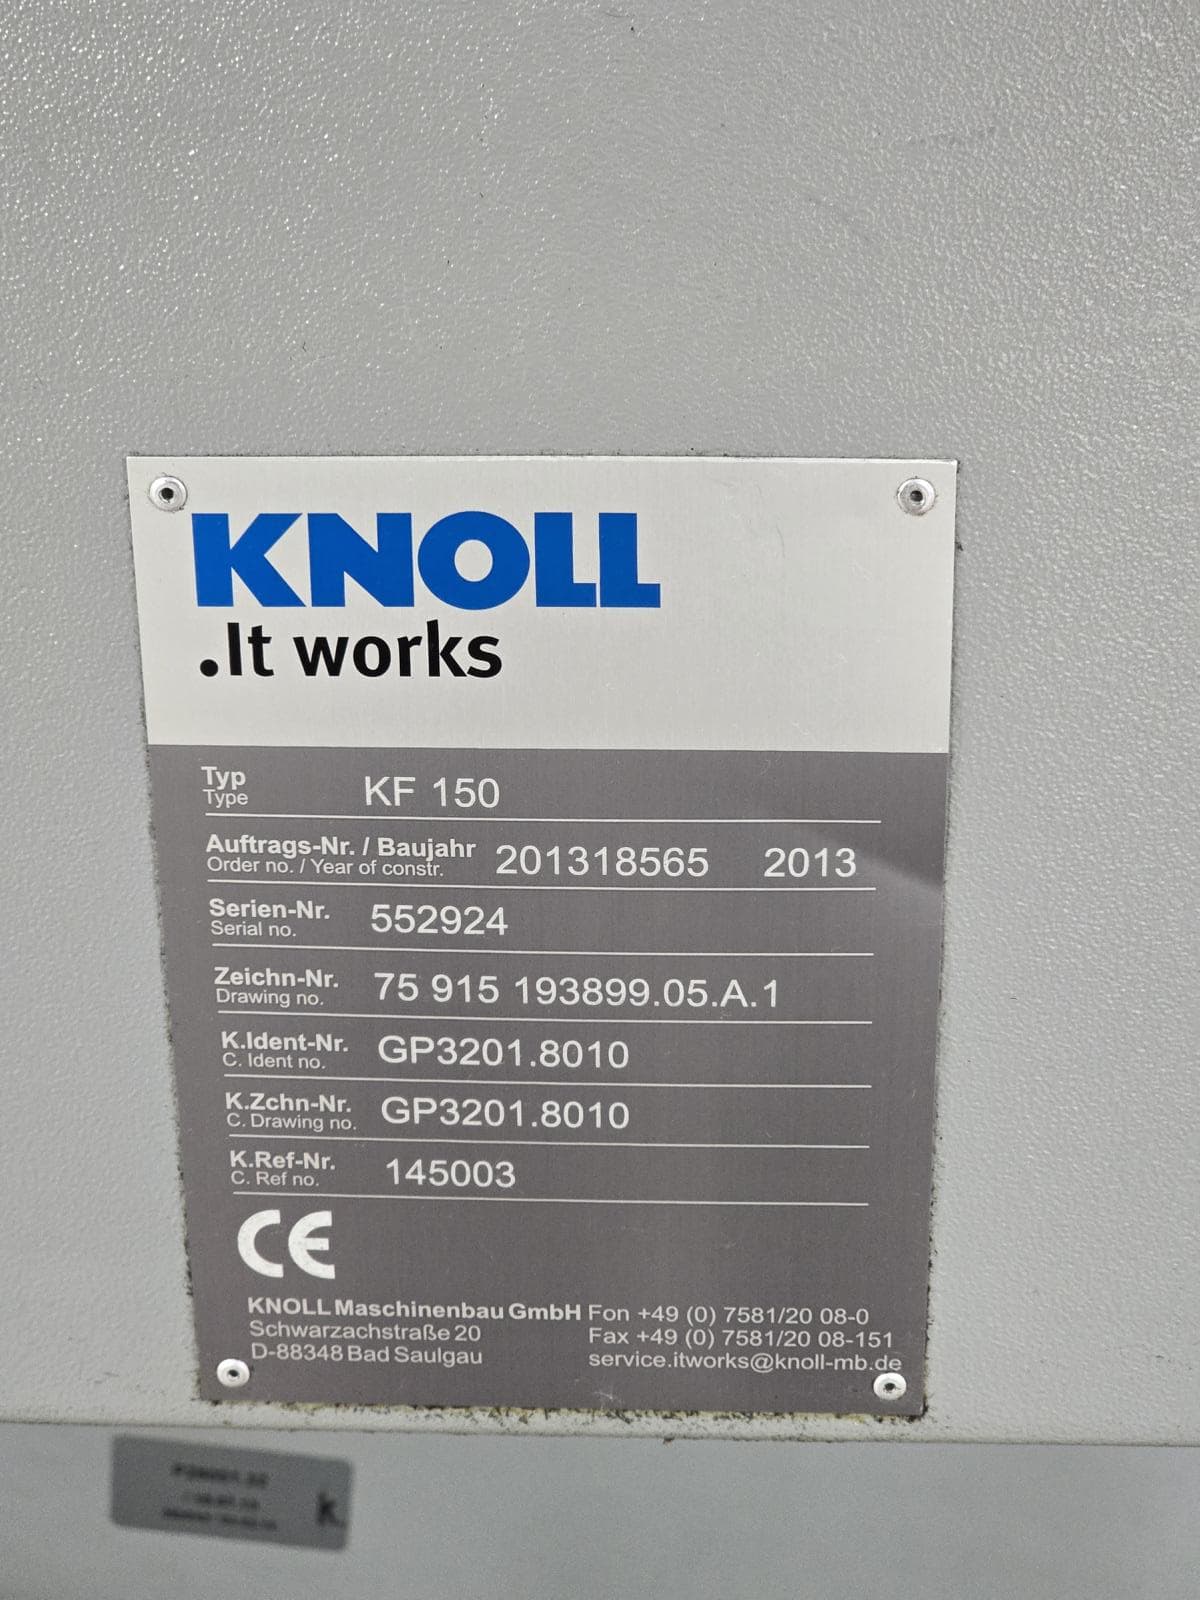 KNOLL
.It works
Typ
Type
KF 150
Auftrags-Nr. / Baujahr
Order no. / Year of constr.
201318565 2013
Serien-Nr.
Serial no.
552924
Zeichn-Nr.
Drawing no.
75 915 193899.05.A.1
K.Ident-Nr.
C. Ident no.
GP3201.8010
K.Zchn-Nr.
C. Drawing no.
GP3201.8010
K.Ref-Nr.
C. Ref no.
145003
CE
KNOLL Maschinenbau GmbH Fon +49 (0) 7581/20 08-0
Schwarzachstraße 20 Fax +49 (0) 7581/20 08-151
D-88348 Bad Saulgau service.itworks@knoll-mb.de